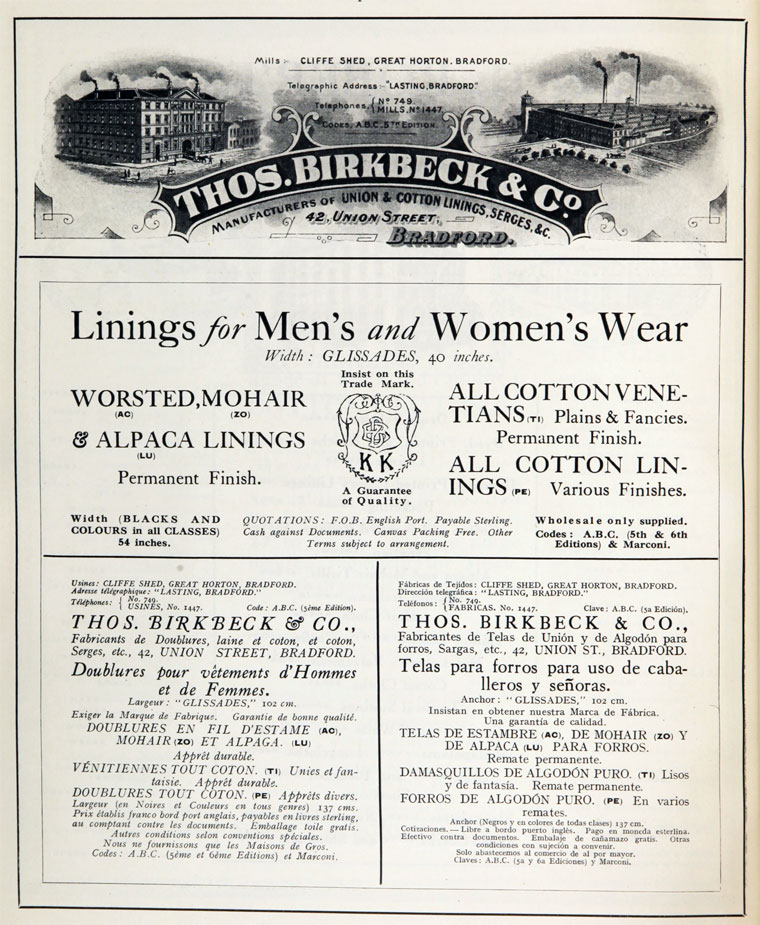 Mills:- CLIFFE SHED, GREAT HORTON. BRADFORD.
Telegraphic Address:-"LASTING, BRADFORD."
Telephones, { Nº 749.
MILLS, Nº 1447.
Codes, A.B.C. 5TH EDITION.
THOS. BIRKBECK & Cº
MANUFACTURERS OF UNION & COTTON LININGS, SERGES, &C.
42, UNION STREET,
BRADFORD.
Linings for Men's and Women's Wear
Width: GLISSADES, 40 inches.
WORSTED, MOHAIR
(AC) (ZO)
& ALPACA LININGS
(LU)
Permanent Finish.
Insist on this
Trade Mark.
KK
A Guarantee
of Quality.
ALL COTTON VENE-
TIANS (TI) Plains & Fancies.
Permanent Finish.
ALL COTTON LIN-
INGS (PE) Various Finishes.
Width (BLACKS AND
COLOURS in all CLASSES)
54 inches.
QUOTATIONS: F.O.B. English Port. Payable Sterling.
Cash against Documents. Canvas Packing Free. Other
Terms subject to arrangement.
Wholesale only supplied.
Codes: A.B.C. (5th & 6th
Editions) & Marconi.
Usines: CLIFFE SHED, GREAT HORTON, BRADFORD.
Adresse télégraphique: "LASTING, BRADFORD."
Téléphones: { No. 749.
USINES, No. 1447. Code: A.B.C. (5ème Edition).
THOS. BIRKBECK & CO.,
Fabricants de Doublures, laine et coton, et coton,
Serges, etc., 42, UNION STREET, BRADFORD.
Doublures pour vêtements d'Hommes
et de Femmes.
Largeur: "GLISSADES," 102 cm.
Exiger la Marque de Fabrique. Garantie de bonne qualité.
DOUBLURES EN FIL D'ESTAME (AC),
MOHAIR (ZO) ET ALPAGA. (LU)
Apprêt durable.
VÉNITIENNES TOUT COTON. (TI) Unies et fan-
taisie. Apprêt durable.
DOUBLURES TOUT COTON. (PE) Apprêts divers.
Largeur (en Noires et Couleurs en tous genres) 137 cms.
Prix établis franco bord port anglais, payables en livres sterling,
au comptant contre les documents. Emballage toile gratis.
Autres conditions selon conventions spéciales.
Nous ne fournissons que les Maisons de Gros.
Codes: A.B.C. (5ème et 6ème Editions) et Marconi.
Fábricas de Tejidos: CLIFFE SHED, GREAT HORTON, BRADFORD.
Dirección telegráfica: "LASTING, BRADFORD."
Teléfonos: { No. 749.
FABRICAS. No. 1447. Clave: A.B.C. (5a Edición).
THOS. BIRKBECK & CO.,
Fabricantes de Telas de Unión y de Algodón para
forros, Sargas, etc., 42, UNION ST., BRADFORD.
Telas para forros para uso de caba-
lleros y señoras.
Anchor: "GLISSADES," 102 cm.
Insistan en obtener nuestra Marca de Fábrica.
Una garantía de calidad.
TELAS DE ESTAMBRE (AC), DE MOHAIR (ZO) Y
DE ALPACA (LU) PARA FORROS.
Remate permanente.
DAMASQUILLOS DE ALGODÓN PURO. (TI) Lisos
y de fantasía. Remate permanente.
FORROS DE ALGODÓN PURO. (PE) En varios
remates.
Anchor (Negros y en colores de todas clases) 137 cm.
Cotizaciones.—Libre a bordo puerto inglés. Pago en moneda esterlina.
Efectivo contra documentos. Embalaje de cañamazo gratis. Otras
condiciones con sujeción a convenir.
Solo abastecemos al comercio de al por mayor.
Claves: A.B.C. (5a y 6a Ediciones) y Marconi.